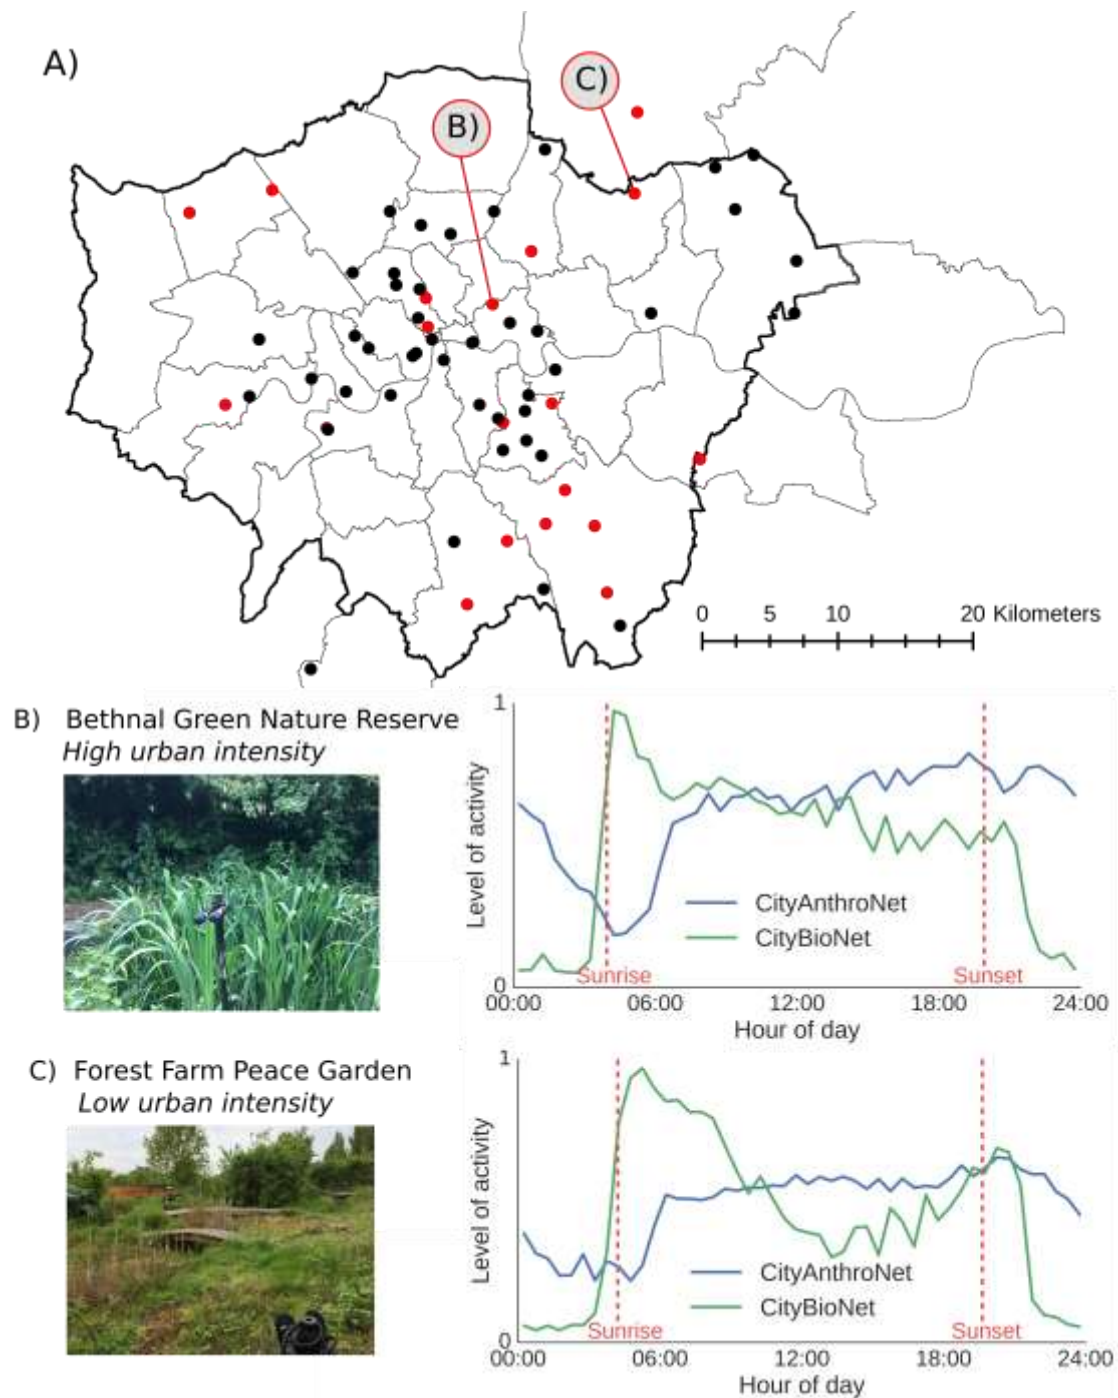 A)
C)
B)
0 5 10 20 Kilometers
B) Bethnal Green Nature Reserve
High urban intensity
1
Level of activity
CityAnthroNet
CityBioNet
0
Sunrise
Sunset
00:00 06:00 12:00 18:00 24:00
Hour of day
C) Forest Farm Peace Garden
Low urban intensity
1
Level of activity
CityAnthroNet
CityBioNet
0
Sunrise
Sunset
00:00 06:00 12:00 18:00 24:00
Hour of day